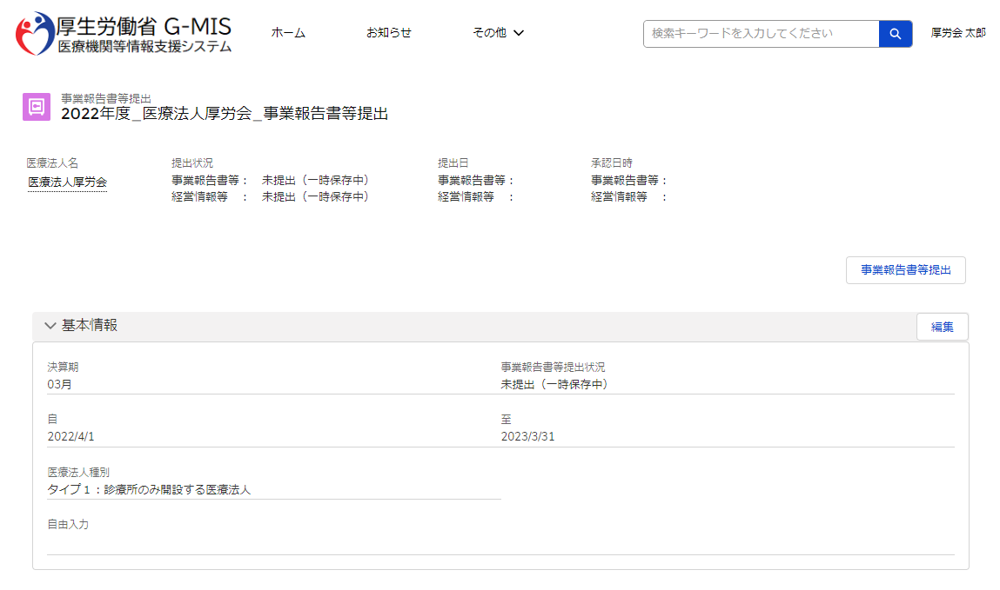 厚生労働省 G-MIS
医療機関等情報支援システム
ホーム
お知らせ
その他
検索キーワードを入力してください
厚労会 太郎
事業報告書等提出
2022年度_医療法人厚労会_事業報告書等提出
医療法人名
医療法人厚労会
提出状況
事業報告書等： 未提出（一時保存中）
経営情報等　： 未提出（一時保存中）
提出日
事業報告書等：
経営情報等　：
承認日時
事業報告書等：
経営情報等　：
事業報告書等提出
基本情報
編集
決算期
03月
事業報告書等提出状況
未提出（一時保存中）
自
2022/4/1
至
2023/3/31
医療法人種別
タイプ１：診療所のみ開設する医療法人
自由入力